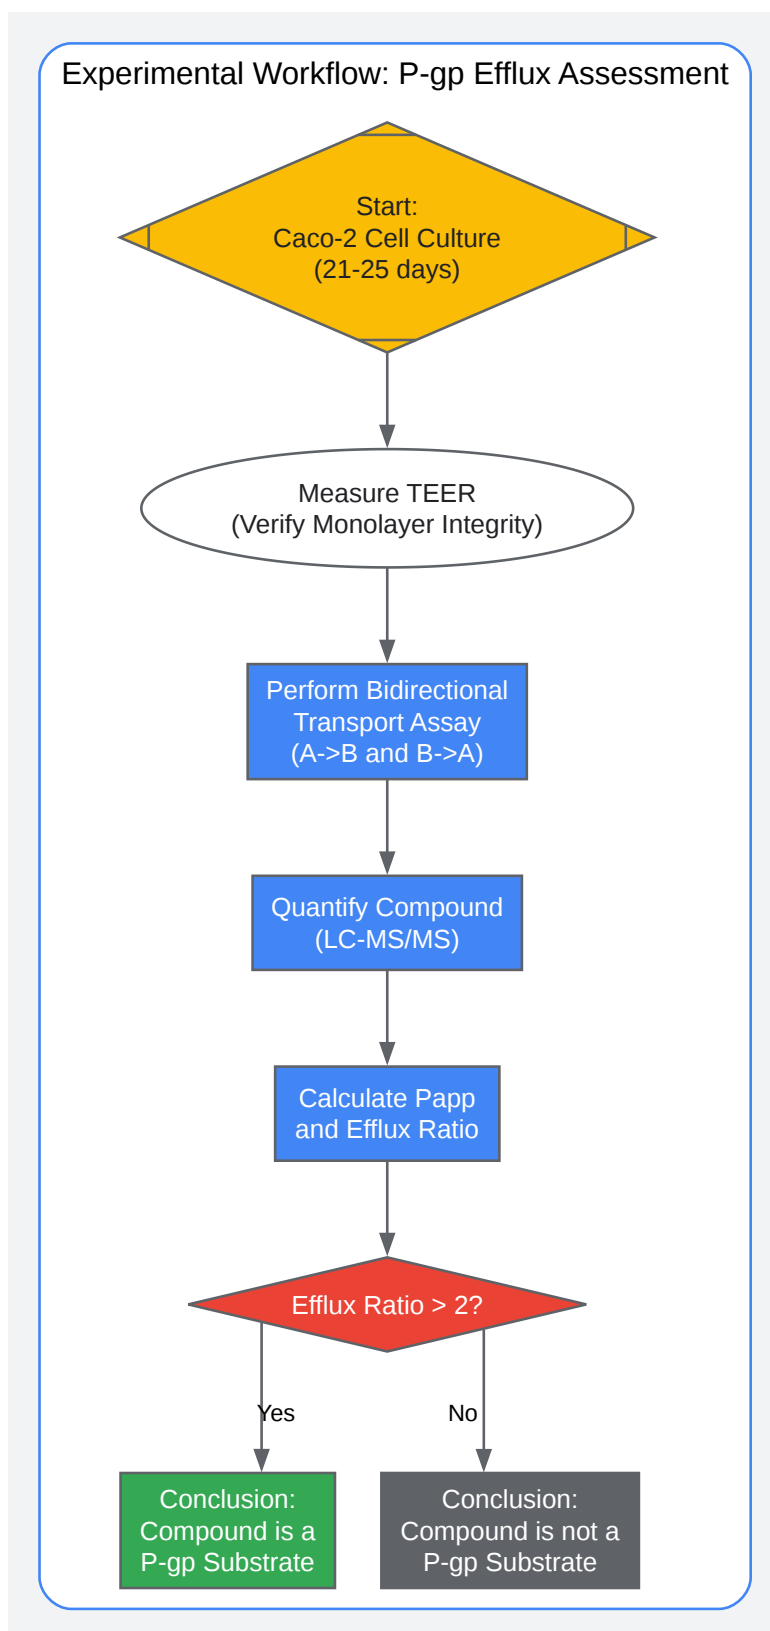 Experimental Workflow: P-gp Efflux Assessment
Start:
Caco-2 Cell Culture
(21-25 days)
Measure TEER
(Verify Monolayer Integrity)
Perform Bidirectional
Transport Assay
(A->B and B->A)
Quantify Compound
(LC-MS/MS)
Calculate Papp
and Efflux Ratio
Efflux Ratio > 2?
Yes
No
Conclusion:
Compound is a
P-gp Substrate
Conclusion:
Compound is not a
P-gp Substrate